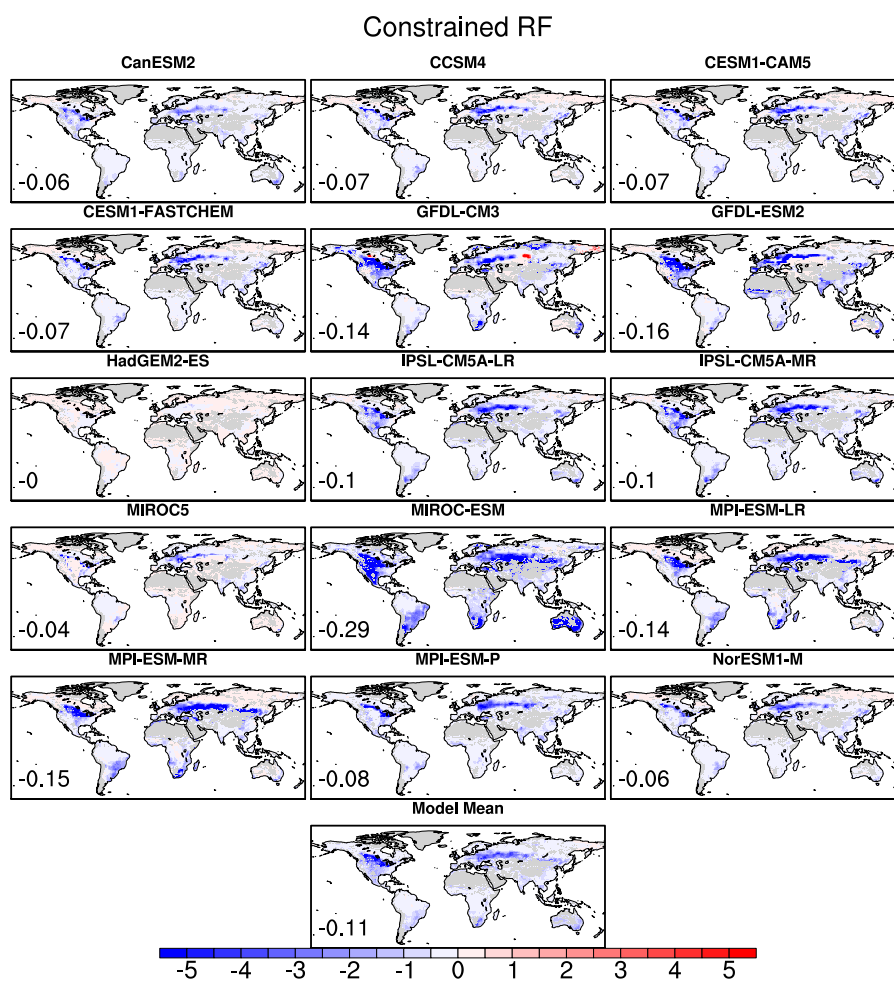 Constrained RF
CanESM2 CCSM4 CESM1-CAM5
-0.06 -0.07 -0.07
CESM1-FASTCHEM GFDL-CM3 GFDL-ESM2
-0.07 -0.14 -0.16
HadGEM2-ES IPSL-CM5A-LR IPSL-CM5A-MR
-0 -0.1 -0.1
MIROC5 MIROC-ESM MPI-ESM-LR
-0.04 -0.29 -0.14
MPI-ESM-MR MPI-ESM-P NorESM1-M
-0.15 -0.08 -0.06
Model Mean
-0.11
-5 -4 -3 -2 -1 0 1 2 3 4 5